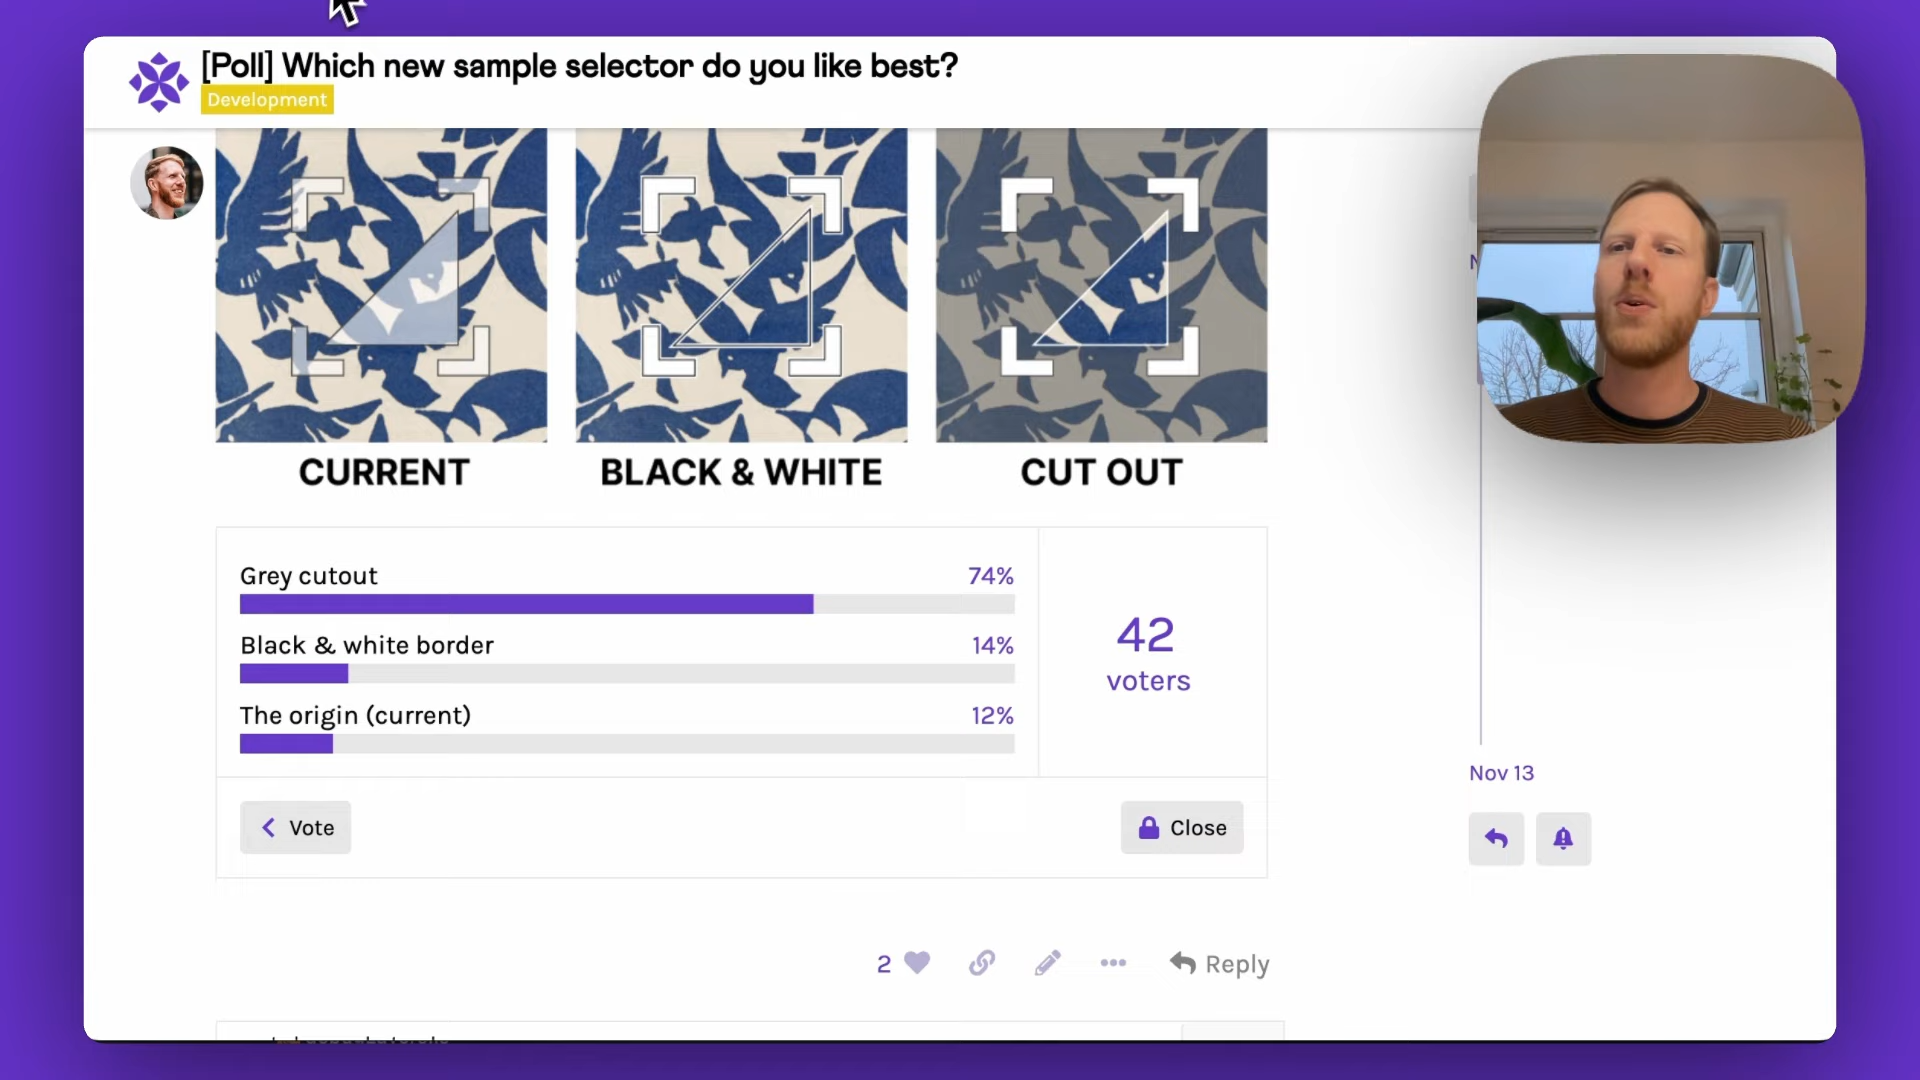 [Poll] Which new sample selector do you like best?
Development
CURRENT
BLACK & WHITE
CUT OUT
Grey cutout
74%
Black & white border
14%
The origin (current)
12%
42
voters
Vote
Close
Nov 13
2
Reply